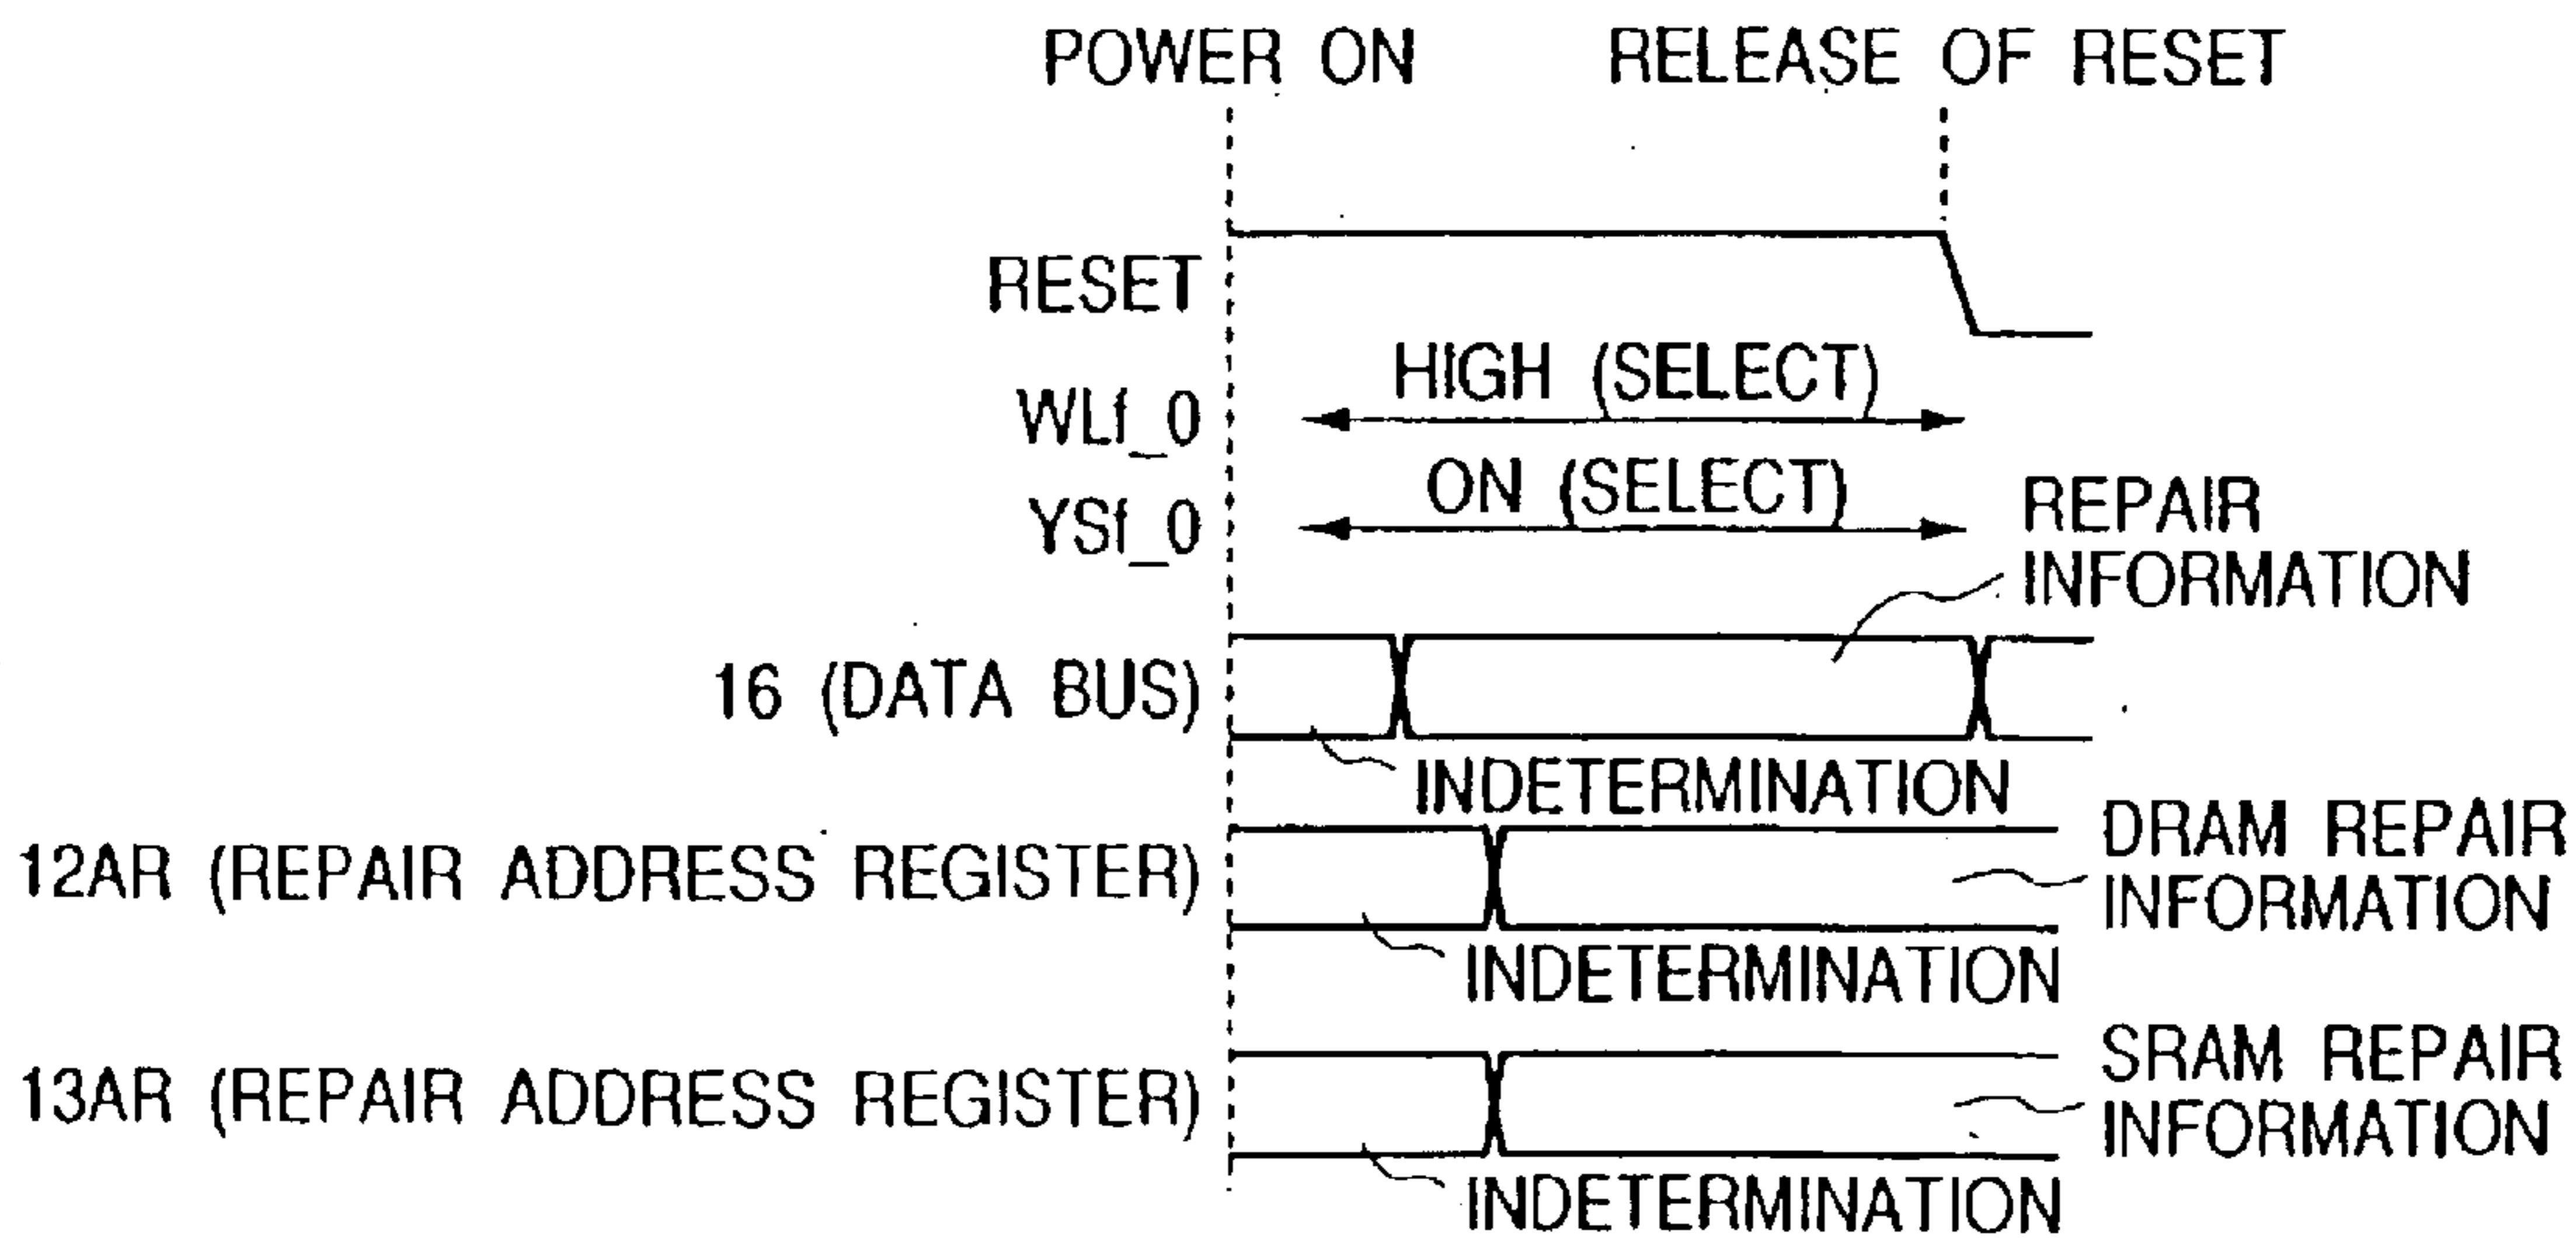 POWER ON
RELEASE OF RESET
RESET
HIGH (SELECT)
WLf_0
ON (SELECT)
YSf_0
REPAIR
INFORMATION
16 (DATA BUS)
INDETERMINATION
12AR (REPAIR ADDRESS REGISTER)
DRAM REPAIR
INFORMATION
INDETERMINATION
13AR (REPAIR ADDRESS REGISTER)
SRAM REPAIR
INFORMATION
INDETERMINATION